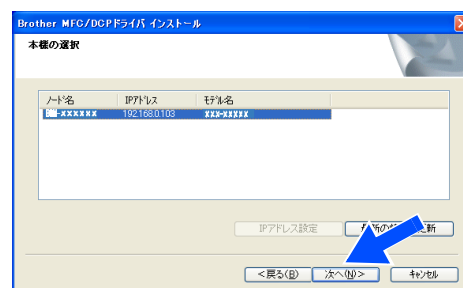 Brother MFC/DCPドライバ インストール
本機の選択
ノード名 IPアドレス モデル名
-xxxxxx 192.168.0.103 xxx-xxxxx
IPアドレス設定
<戻る(B) 次へ(N)> キャンセル